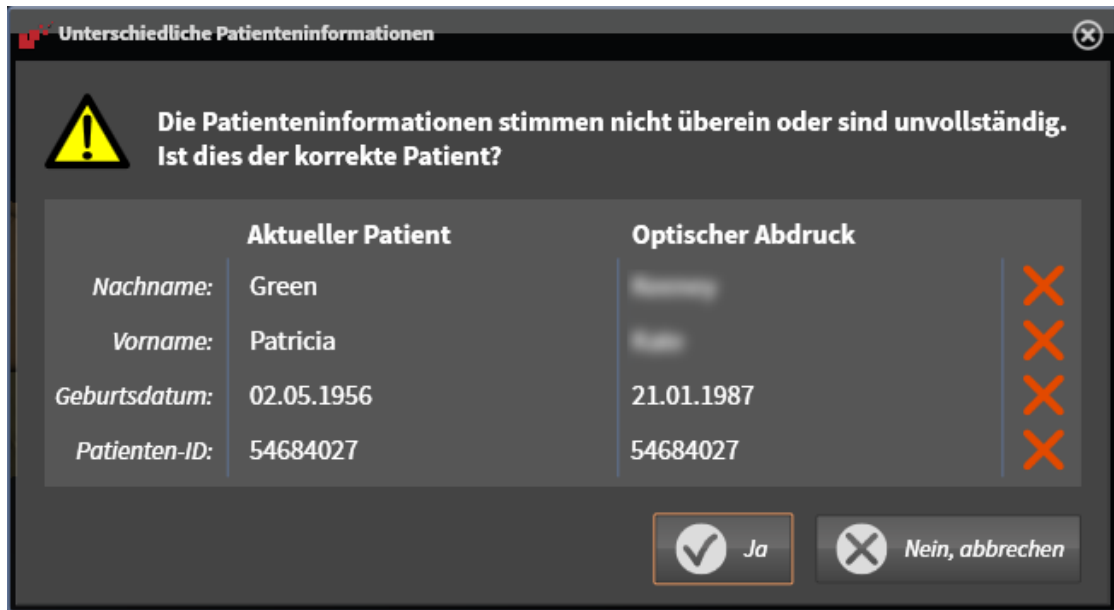 Unterschiedliche Patienteninformationen
Die Patienteninformationen stimmen nicht überein oder sind unvollständig.
Ist dies der korrekte Patient?
Aktueller Patient Optischer Abdruck
Nachname: Green
Vorname: Patricia
Geburtsdatum: 02.05.1956 21.01.1987
Patienten-ID: 54684027 54684027
Ja Nein, abbrechen